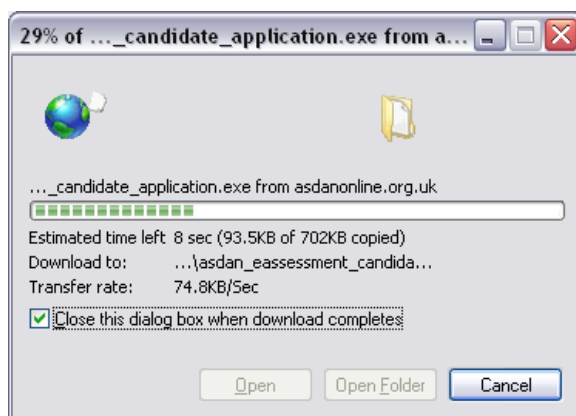 29% of ..._candidate_application.exe from a...
..._candidate_application.exe from asdanonline.org.uk
Estimated time left 8 sec (93.5KB of 702KB copied)
Download to: ...\asdan_eassessment_candida...
Transfer rate: 74.8KB/Sec
Close this dialog box when download completes
Open Open Folder Cancel